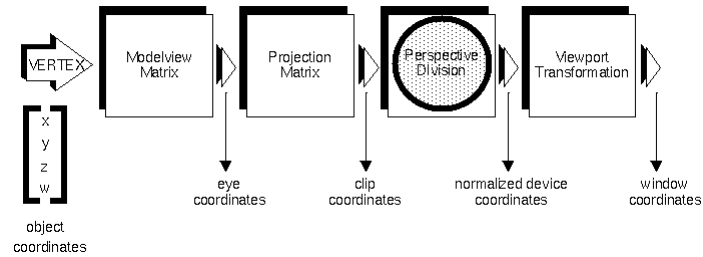 VERTEX
Modelview
Matrix
Projection
Matrix
Perspective
Division
Viewport
Transformation
x
y
z
w
object
coordinates
eye
coordinates
clip
coordinates
normalized device
coordinates
window
coordinates